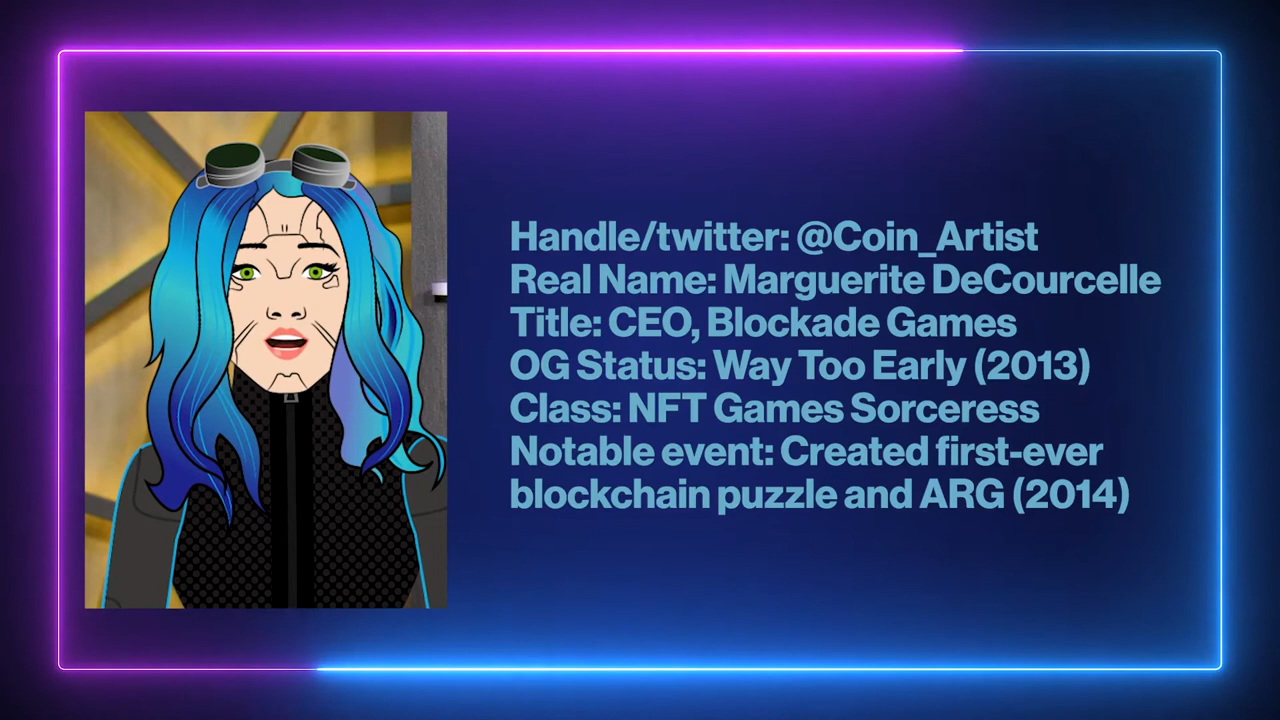 Handle/twitter: @Coin_Artist
Real Name: Marguerite DeCourcelle
Title: CEO, Blockade Games
OG Status: Way Too Early (2013)
Class: NFT Games Sorceress
Notable event: Created first-ever
blockchain puzzle and ARG (2014)